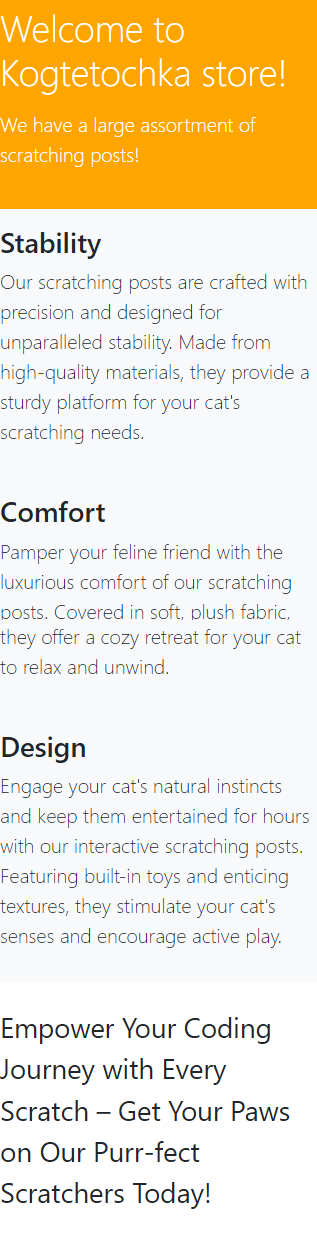 Welcome to
Kogtetochka store!
We have a large assortment of
scratching posts!
Stability
Our scratching posts are crafted with
precision and designed for
unparalleled stability. Made from
high-quality materials, they provide a
sturdy platform for your cat's
scratching needs.
Comfort
Pamper your feline friend with the
luxurious comfort of our scratching
posts. Covered in soft, plush fabric,
they offer a cozy retreat for your cat
to relax and unwind.
Design
Engage your cat's natural instincts
and keep them entertained for hours
with our interactive scratching posts.
Featuring built-in toys and enticing
textures, they stimulate your cat's
senses and encourage active play.
Empower Your Coding
Journey with Every
Scratch – Get Your Paws
on Our Purr-fect
Scratchers Today!